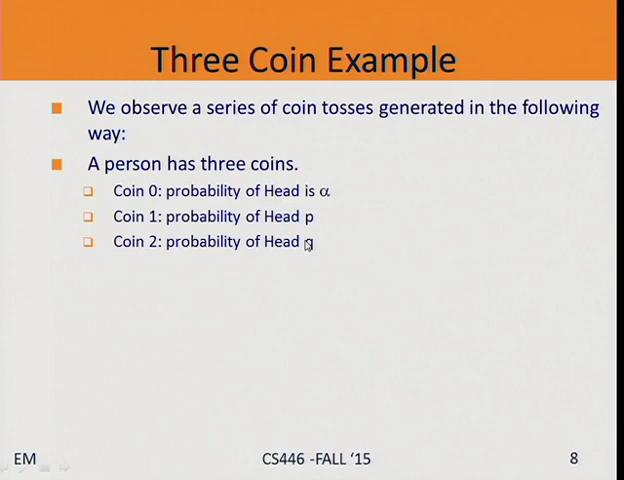 Three Coin Example
We observe a series of coin tosses generated in the following
way:
A person has three coins.
Coin 0: probability of Head is α
Coin 1: probability of Head p
Coin 2: probability of Head q
EM
CS446 -FALL ‘15
8